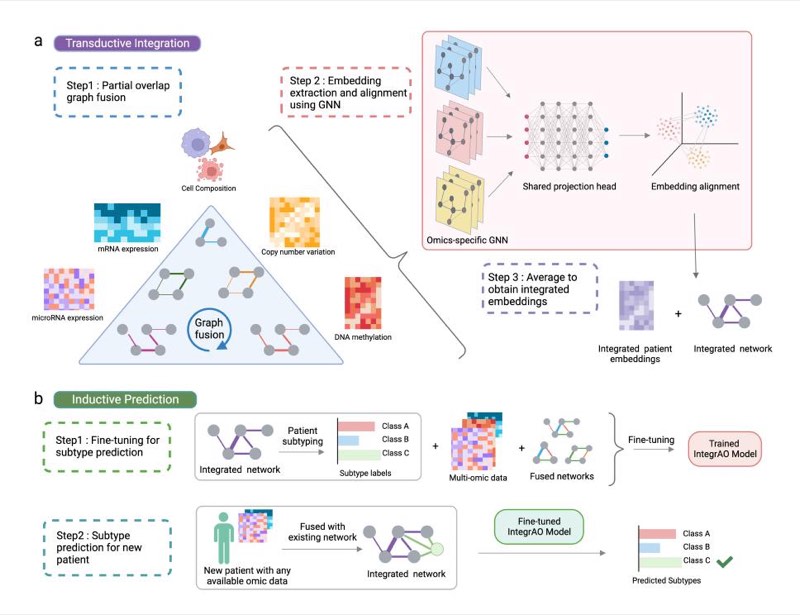 a
Transductive Integration
Step1 : Partial overlap
graph fusion
Step 2 : Embedding
extraction and alignment
using GNN
Cell Composition
mRNA expression
Copy number variation
microRNA expression
DNA methylation
Graph
fusion
Omics-specific GNN
Shared projection head
Embedding alignment
Step 3 : Average to
obtain integrated
embeddings
+
Integrated patient
embeddings
Integrated network
b
Inductive Prediction
Step1 : Fine-tuning for
subtype prediction
Integrated network
Patient
subtyping
Class A
Class B
Class C
Subtype labels
+
Multi-omic data
+
Fused networks
Fine-tuning
Trained
IntegrAO Model
Step2 : Subtype
prediction for new
patient
New patient with any
available omic data
Fused with
existing network
Integrated network
Fine-tuned
IntegrAO Model
Class A
Class B
Class C
Predicted Subtypes